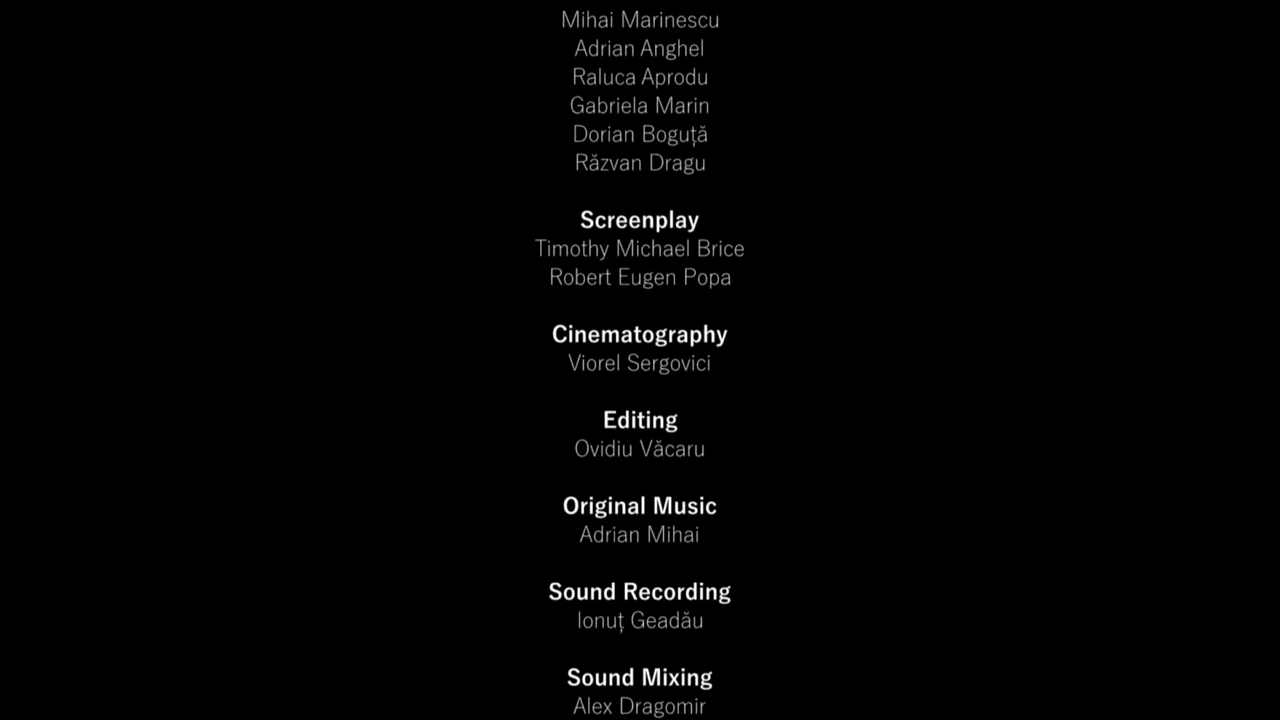 Mihai Marinescu
Adrian Anghel
Raluca Aprodu
Gabriela Marin
Dorian Boguță
Răzvan Dragu
Screenplay
Timothy Michael Brice
Robert Eugen Popa
Cinematography
Viorel Sergovici
Editing
Ovidiu Văcaru
Original Music
Adrian Mihai
Sound Recording
Ionuț Geadău
Sound Mixing
Alex Dragomir